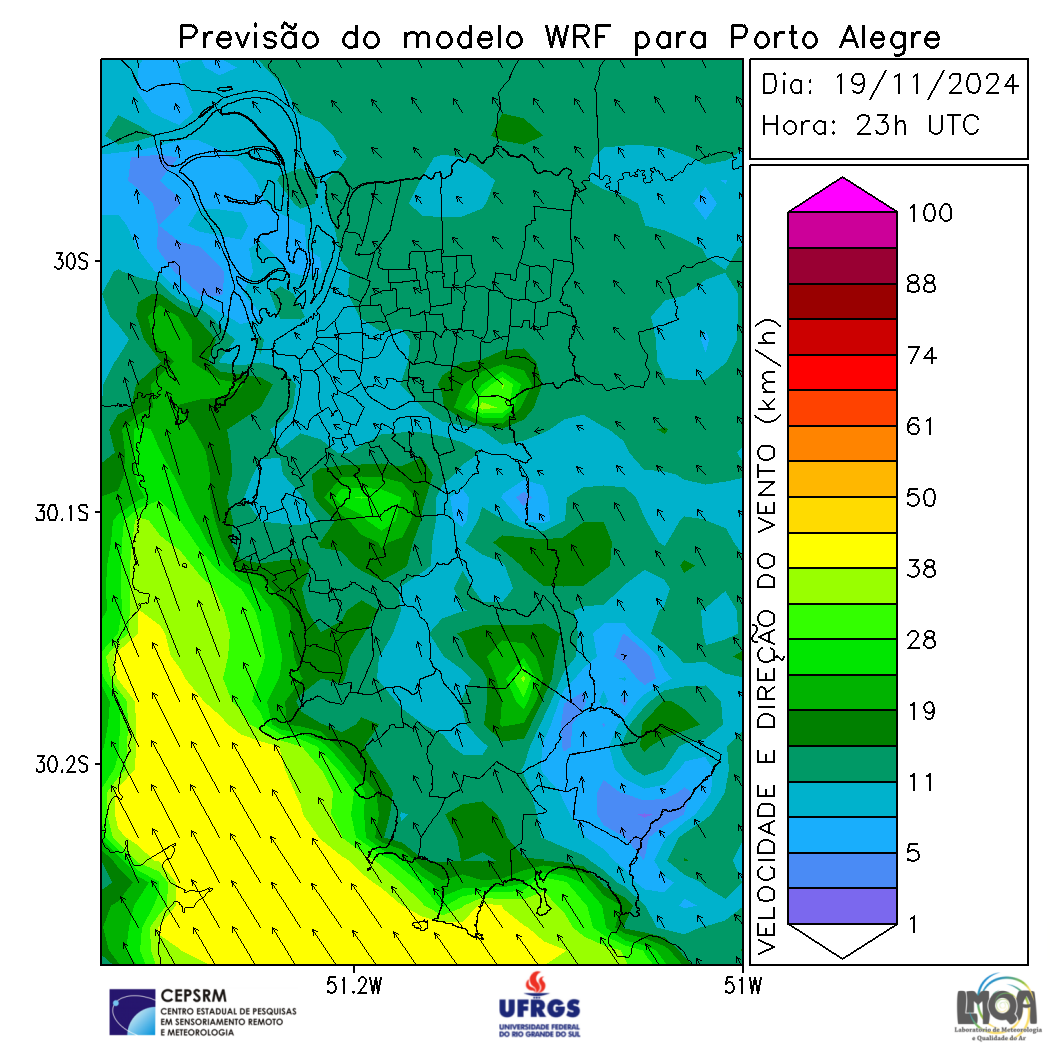 Previsão do modelo WRF para Porto Alegre
Dia: 19/11/2024
Hora: 23h UTC
VELOCIDADE E DIREÇÃO DO VENTO (km/h)
100
88
74
61
50
38
28
19
11
5
1
30S
30.1S
30.2S
51.2W
51W
CEPSRM
CENTRO ESTADUAL DE PESQUISAS
EM SENSORIAMENTO REMOTO
E METEOROLOGIA
UFRGS
UNIVERSIDADE FEDERAL
DO RIO GRANDE DO SUL
LMQA
Laboratório de Meteorologia
e Qualidade do Ar